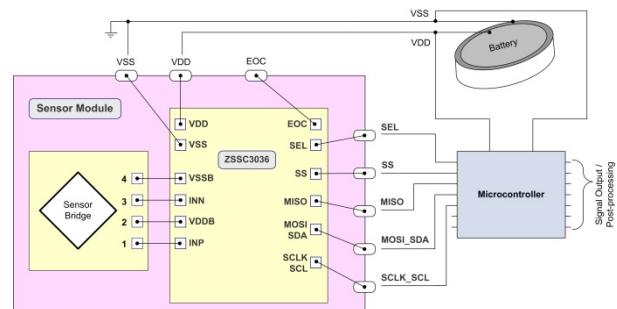 VSS
VDD
Battery
VSS
VDD
EOC
Sensor Module
VDD
VSS
ZSSC3036
EOC
SEL
SS
MISO
MOSI
SDA
SCLK
SCL
VSSB
INN
VDDB
INP
4
3
2
1
Sensor
Bridge
SEL
SS
MISO
MOSI_SDA
SCLK_SCL
Microcontroller
Signal Output /
Post-processing